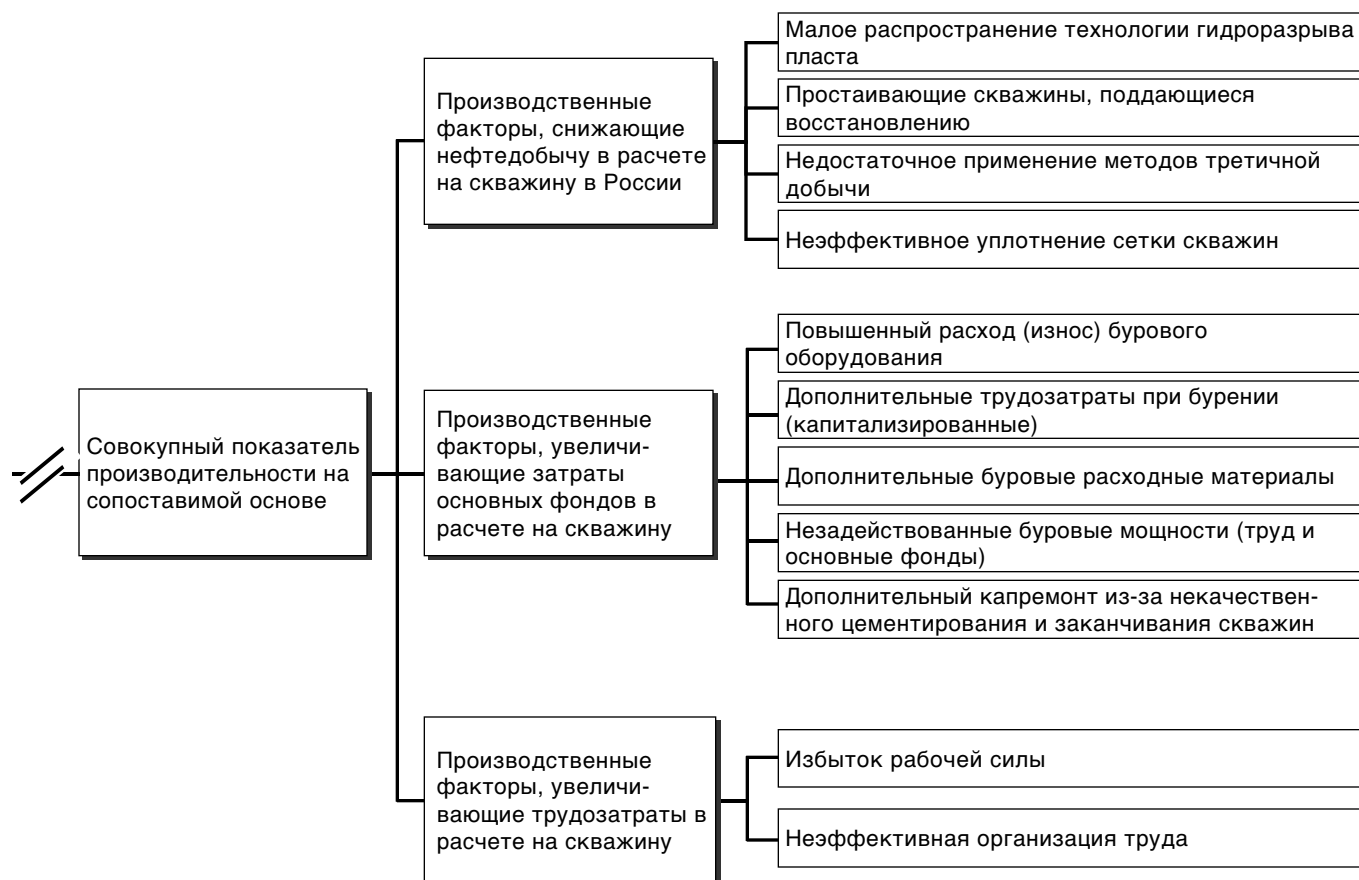 Совокупный показатель
производительности на
сопоставимой основе
Производственные
факторы, снижающие
нефтедобычу в расчете
на скважину в России
Малое распространение технологии гидроразрыва
пласта
Простаивающие скважины, поддающиеся
восстановлению
Недостаточное применение методов третичной
добычи
Неэффективное уплотнение сетки скважин
Производственные
факторы, увеличи-
вающие затраты
основных фондов в
расчете на скважину
Повышенный расход (износ) бурового
оборудования
Дополнительные трудозатраты при бурении
(капитализированные)
Дополнительные буровые расходные материалы
Незадействованные буровые мощности (труд и
основные фонды)
Дополнительный капремонт из-за некачествен-
ного цементирования и заканчивания скважин
Производственные
факторы, увеличи-
вающие трудозатраты в
расчете на скважину
Избыток рабочей силы
Неэффективная организация труда